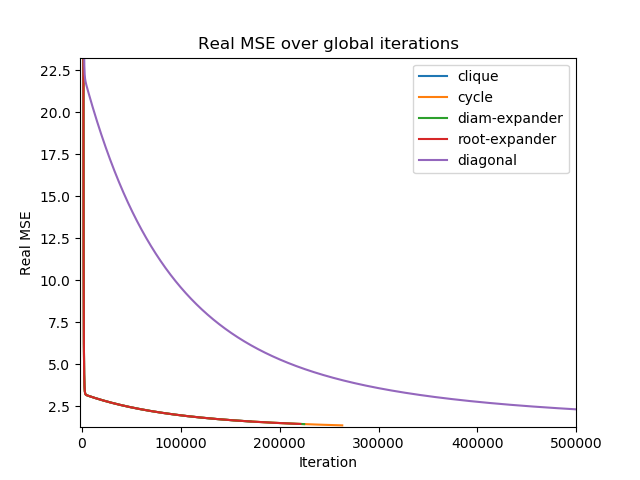 Real MSE over global iterations
22.5
20.0
17.5
15.0
12.5
10.0
7.5
5.0
2.5
Real MSE
clique
cycle
diam-expander
root-expander
diagonal
0
100000
200000
300000
400000
500000
Iteration